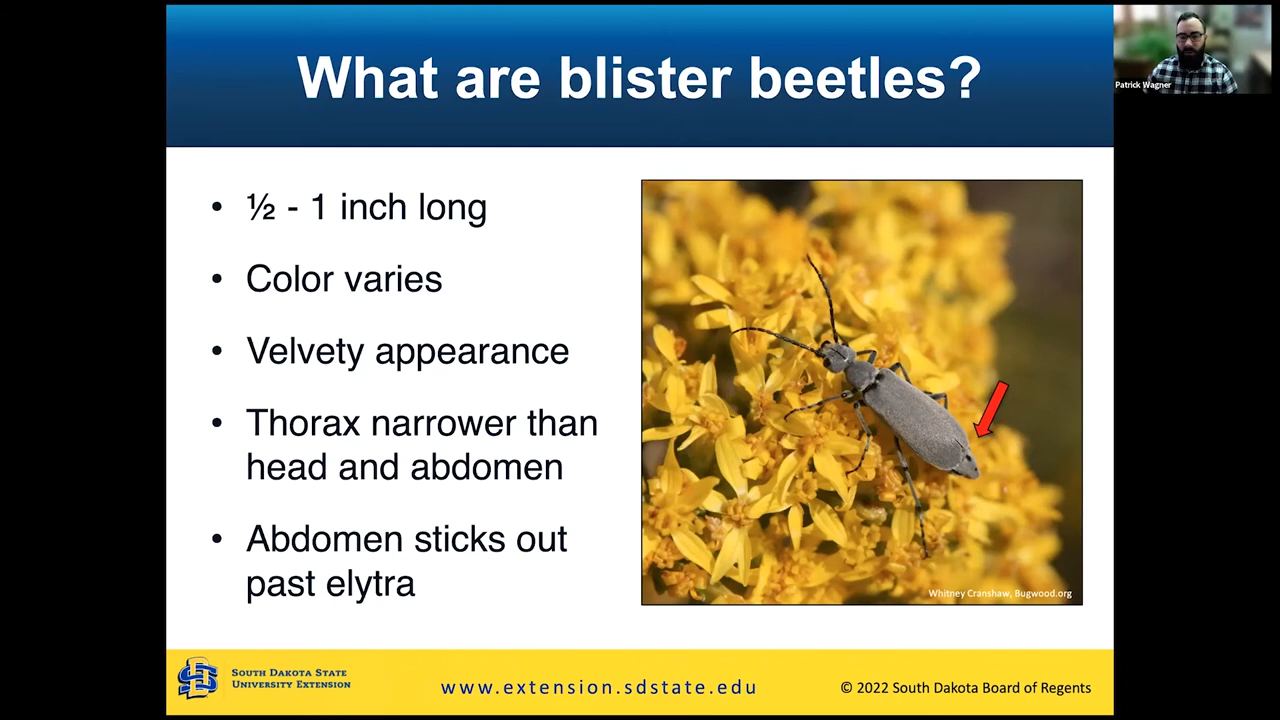 What are blister beetles?
Patrick Wagner
• ½ - 1 inch long
• Color varies
• Velvety appearance
• Thorax narrower than
head and abdomen
• Abdomen sticks out
past elytra
Whitney Cranshaw, Bugwood.org
SOUTH DAKOTA STATE
UNIVERSITY EXTENSION
www.extension.sdstate.edu
© 2022 South Dakota Board of Regents